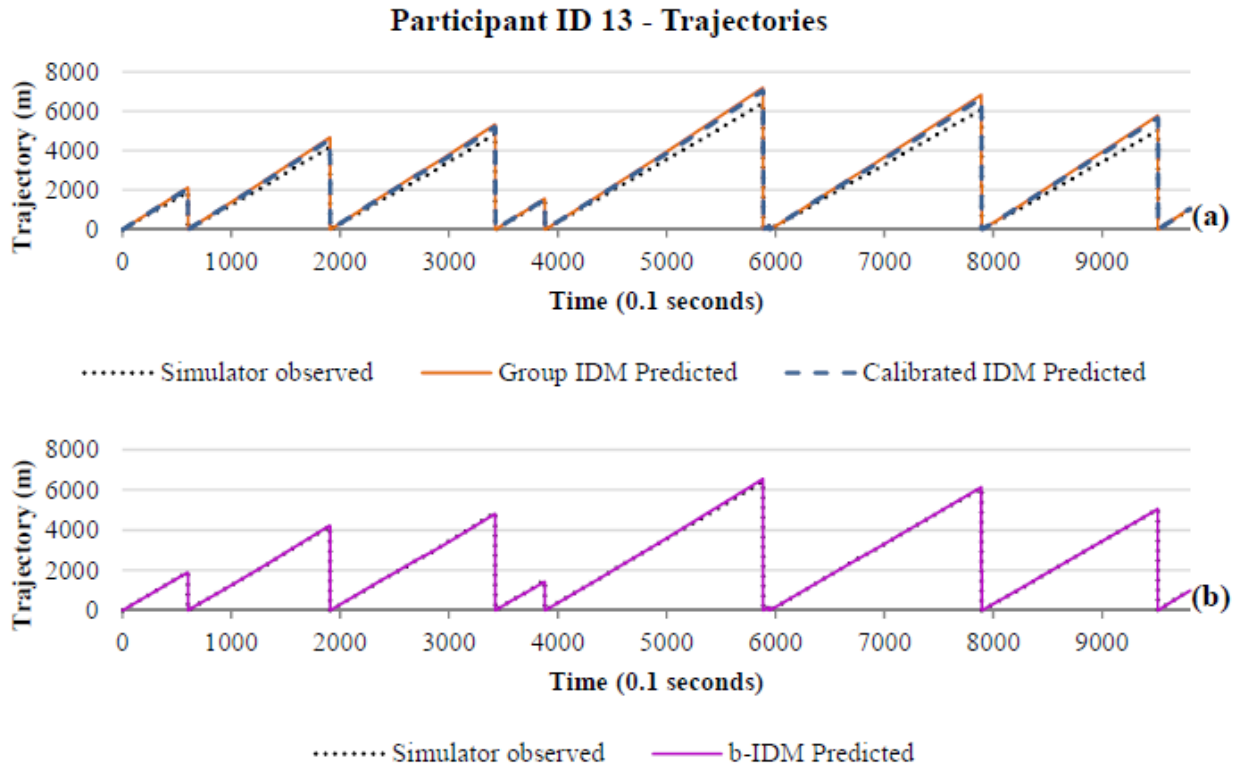 Participant ID 13 - Trajectories
Trajectory (m)
8000
6000
4000
2000
0
0 1000 2000 3000 4000 5000 6000 7000 8000 9000
(a)
Time (0.1 seconds)
Simulator observed Group IDM Predicted Calibrated IDM Predicted
Trajectory (m)
8000
6000
4000
2000
0
0 1000 2000 3000 4000 5000 6000 7000 8000 9000
(b)
Time (0.1 seconds)
Simulator observed b-IDM Predicted